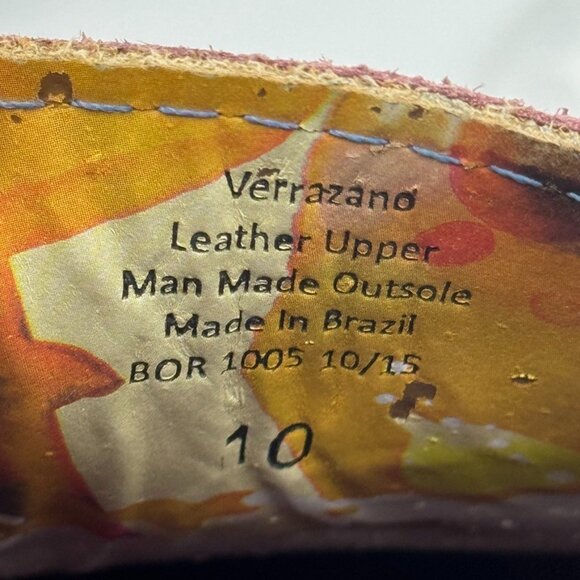 Verrazano
Leather Upper
Man Made Outsole
Made In Brazil
BOR 1005 10/15
10